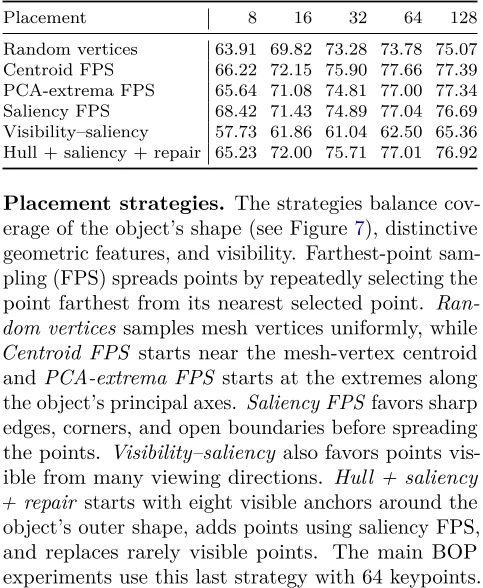 Placement 8 16 32 64 128
Random vertices 63.91 69.82 73.28 73.78 75.07
Centroid FPS 66.22 72.15 75.90 77.66 77.39
PCA-extrema FPS 65.64 71.08 74.81 77.00 77.34
Saliency FPS 68.42 71.43 74.89 77.04 76.69
Visibility–saliency 57.73 61.86 61.04 62.50 65.36
Hull + saliency + repair 65.23 72.00 75.71 77.01 76.92
Placement strategies. The strategies balance cov-
erage of the object's shape (see Figure 7), distinctive
geometric features, and visibility. Farthest-point sam-
pling (FPS) spreads points by repeatedly selecting the
point farthest from its nearest selected point. Ran-
dom vertices samples mesh vertices uniformly, while
Centroid FPS starts near the mesh-vertex centroid
and PCA-extrema FPS starts at the extremes along
the object's principal axes. Saliency FPS favors sharp
edges, corners, and open boundaries before spreading
the points. Visibility–saliency also favors points vis-
ible from many viewing directions. Hull + saliency
+ repair starts with eight visible anchors around the
object's outer shape, adds points using saliency FPS,
and replaces rarely visible points. The main BOP
experiments use this last strategy with 64 keypoints.